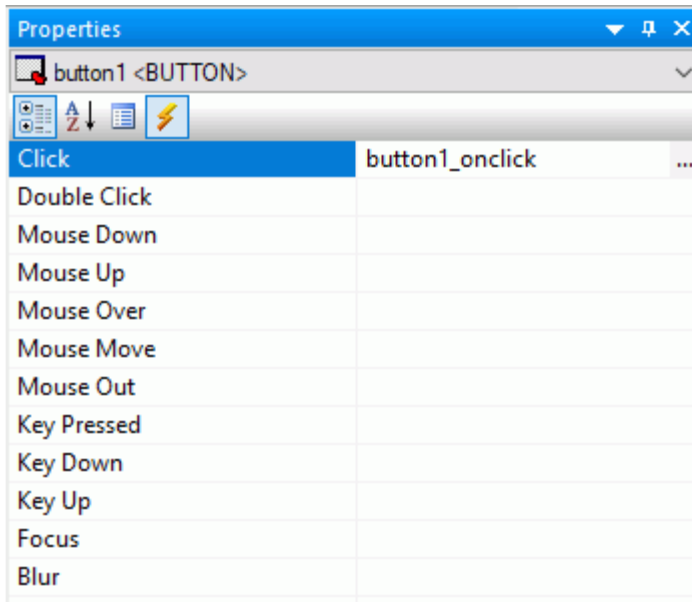 Properties
button1 <BUTTON>
Click button1_onclick ...
Double Click
Mouse Down
Mouse Up
Mouse Over
Mouse Move
Mouse Out
Key Pressed
Key Down
Key Up
Focus
Blur